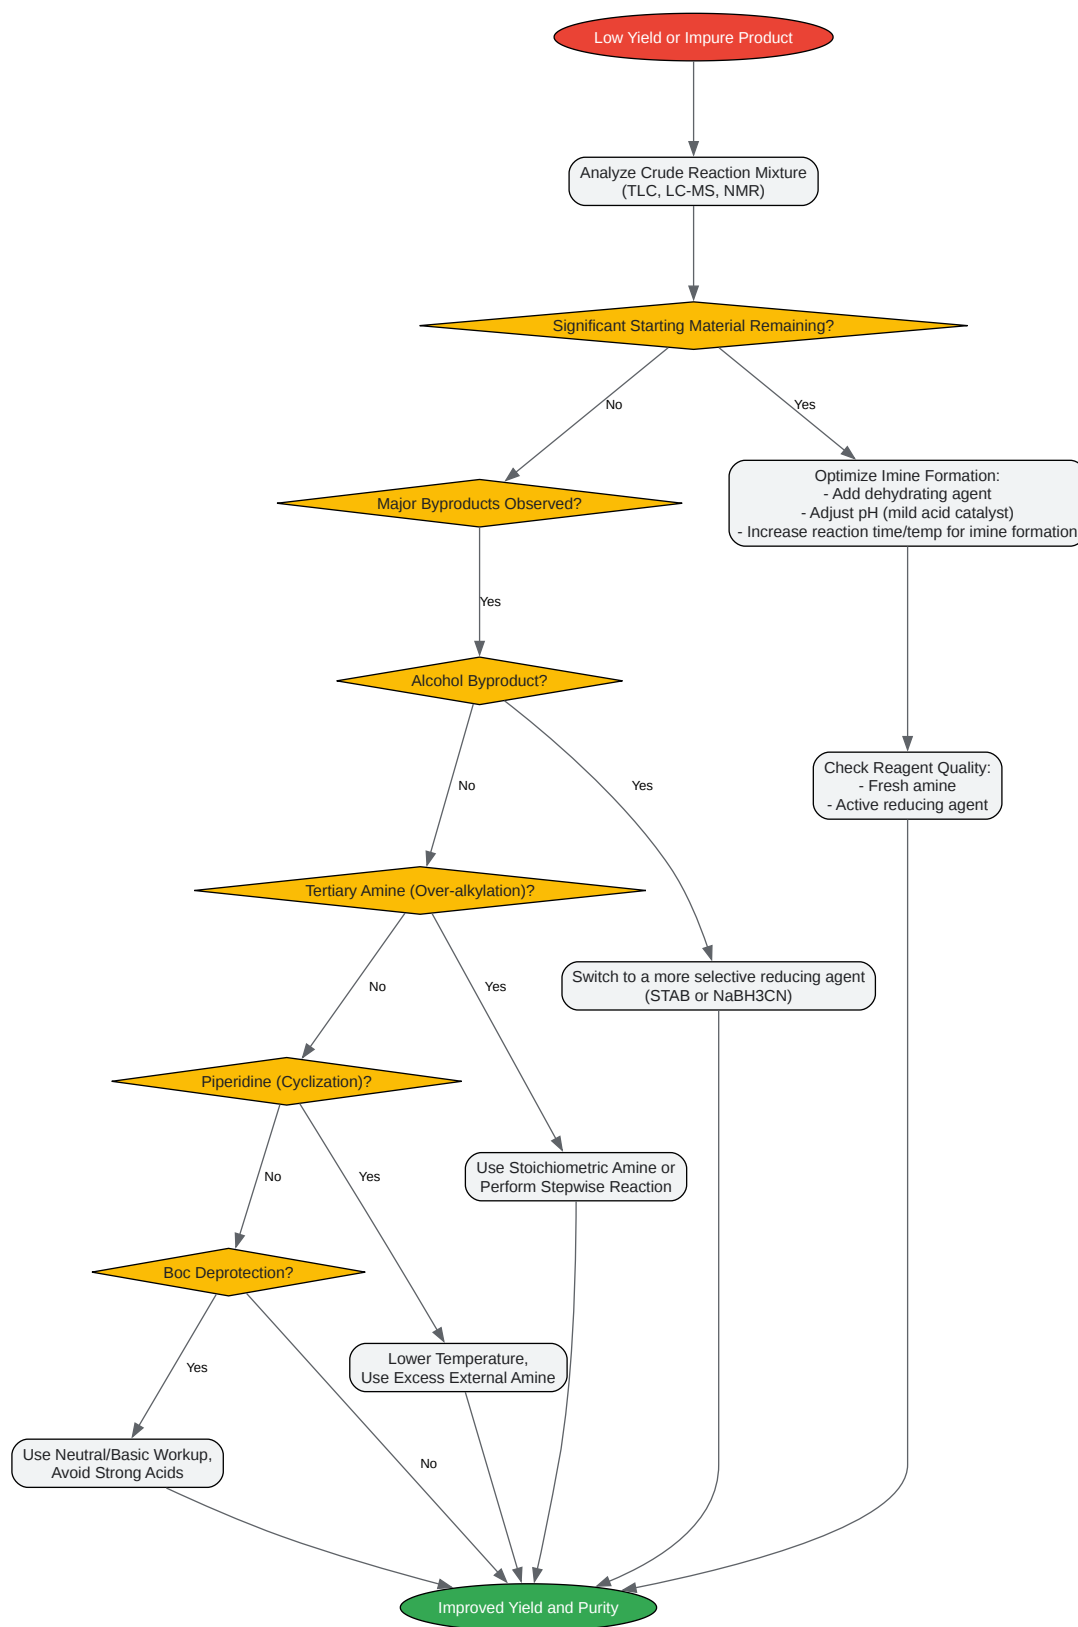 Low Yield or Impure Product
Analyze Crude Reaction Mixture
(TLC, LC-MS, NMR)
Significant Starting Material Remaining?
No
Yes
Optimize Imine Formation:
- Add dehydrating agent
- Adjust pH (mild acid catalyst)
- Increase reaction time/temp for imine formation
Major Byproducts Observed?
Yes
Alcohol Byproduct?
Check Reagent Quality:
- Fresh amine
- Active reducing agent
No
Yes
Tertiary Amine (Over-alkylation)?
Switch to a more selective reducing agent
(STAB or NaBH3CN)
No
Yes
Piperidine (Cyclization)?
Use Stoichiometric Amine or
Perform Stepwise Reaction
No
Yes
Boc Deprotection?
Lower Temperature,
Use Excess External Amine
Yes
Use Neutral/Basic Workup,
Avoid Strong Acids
No
Improved Yield and Purity